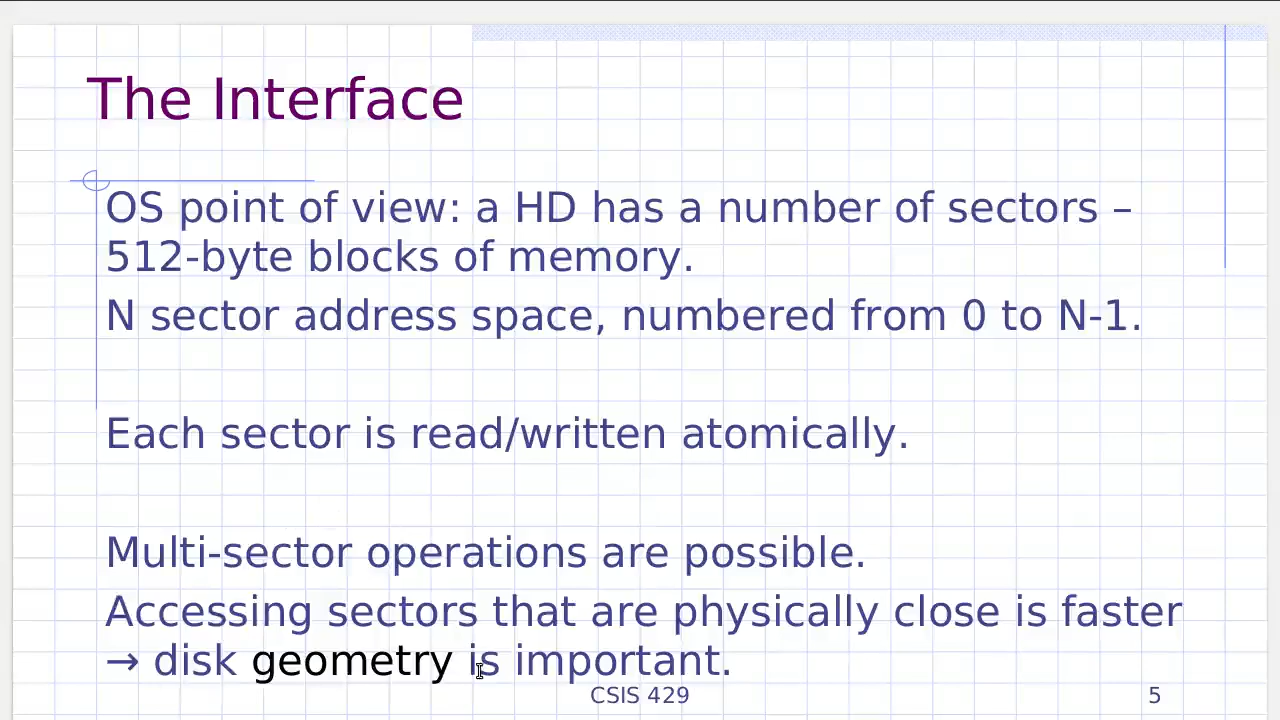 The Interface
OS point of view: a HD has a number of sectors –
512-byte blocks of memory.
N sector address space, numbered from 0 to N-1.
Each sector is read/written atomically.
Multi-sector operations are possible.
Accessing sectors that are physically close is faster
→ disk geometry is important.
CSIS 429
5